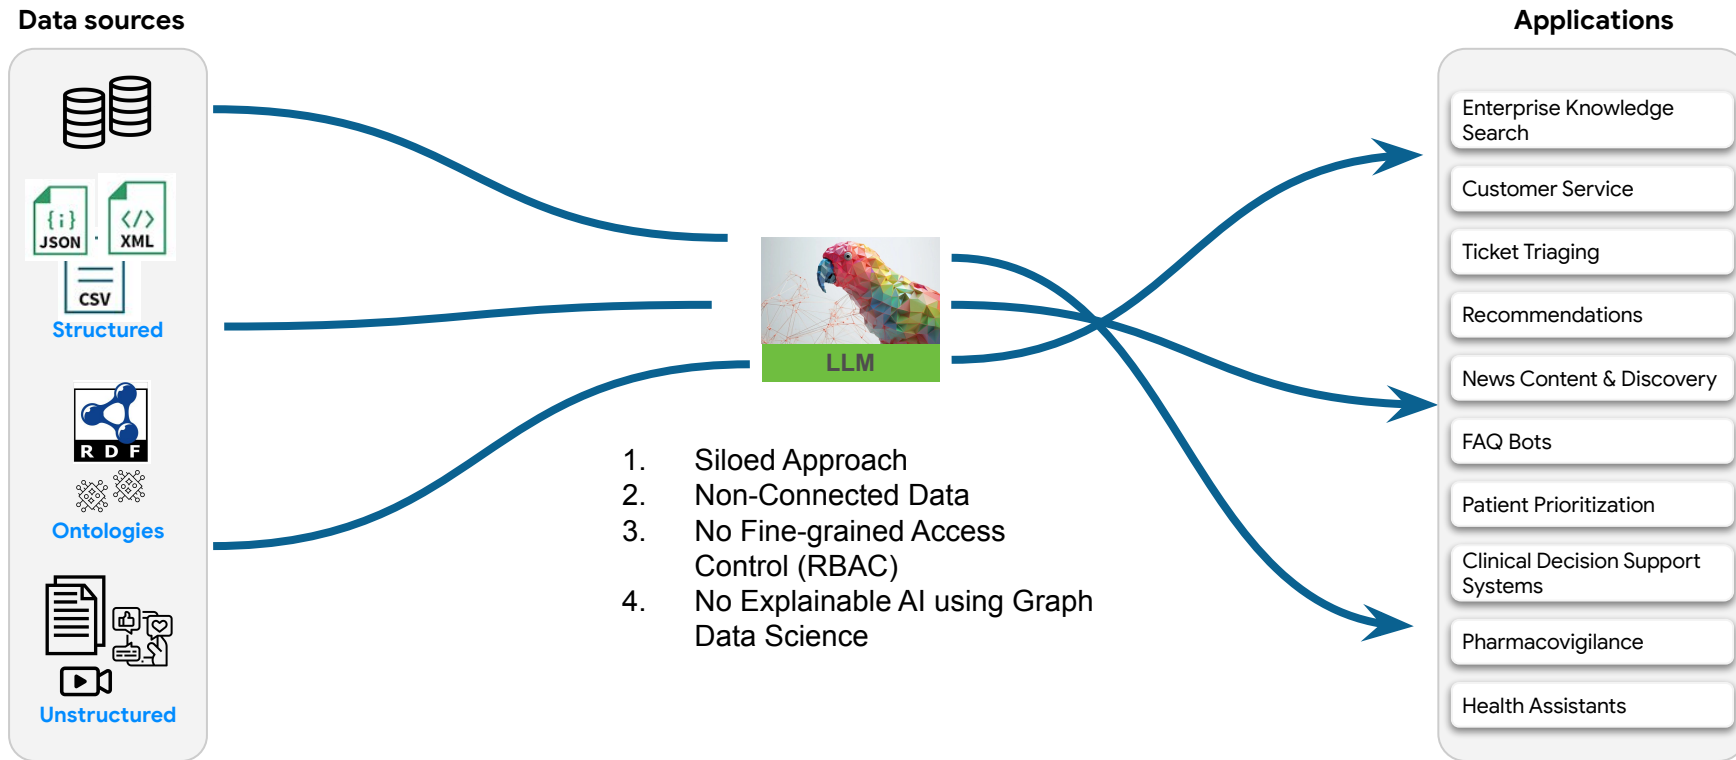 Data sources
JSON
XML
CSV
Structured
RDF
Ontologies
Unstructured
LLM
1. Siloed Approach
2. Non-Connected Data
3. No Fine-grained Access
Control (RBAC)
4. No Explainable AI using Graph
Data Science
Applications
Enterprise Knowledge
Search
Customer Service
Ticket Triaging
Recommendations
News Content & Discovery
FAQ Bots
Patient Prioritization
Clinical Decision Support
Systems
Pharmacovigilance
Health Assistants